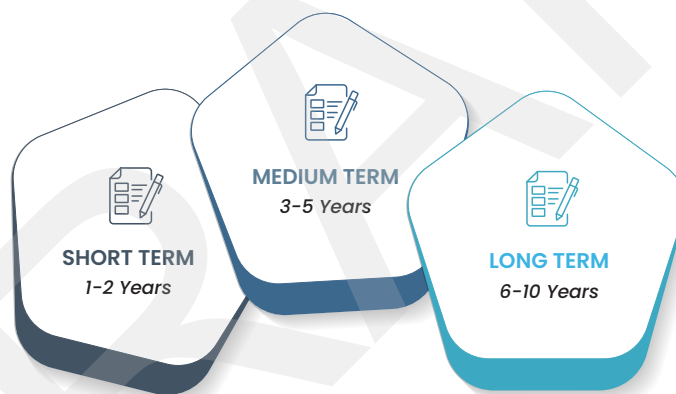 SHORT TERM
1-2 Years
MEDIUM TERM
3-5 Years
LONG TERM
6-10 Years